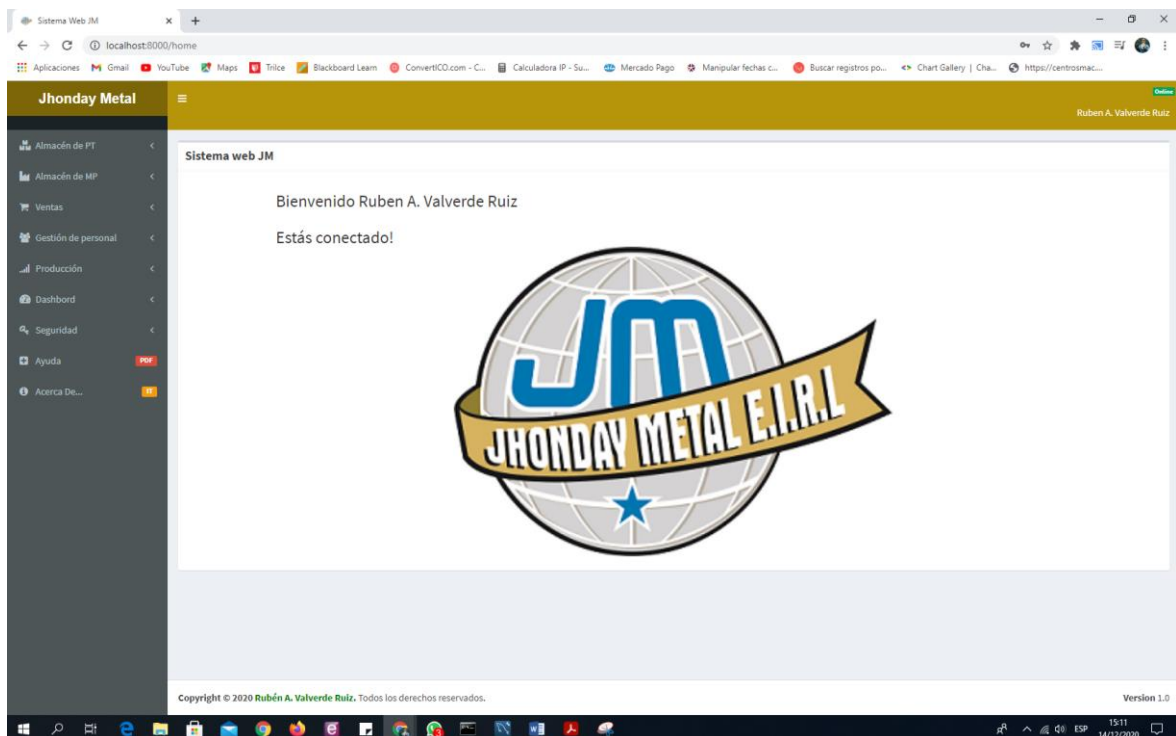 Sistema Web JM
localhost:8000/home
Aplicaciones Gmail YouTube Maps Trilce Blackboard Learn ConvertICO.com - C... Calculadora IP - Su... Mercado Pago Manipular fechas c... Buscar registros po... Chart Gallery | Cha... https://centrosmac....
Jhonday Metal
Online
Ruben A. Valverde Ruiz
Almacén de PT
Almacén de MP
Ventas
Gestión de personal
Producción
Dashbord
Seguridad
Ayuda PDF
Acerca De... IT
Sistema web JM
Bienvenido Ruben A. Valverde Ruiz
Estás conectado!
JM
JHONDAY METAL E.I.R.L
Copyright © 2020 Rubén A. Valverde Ruiz. Todos los derechos reservados.
Version 1.0
ESP
15:11
14/12/2020